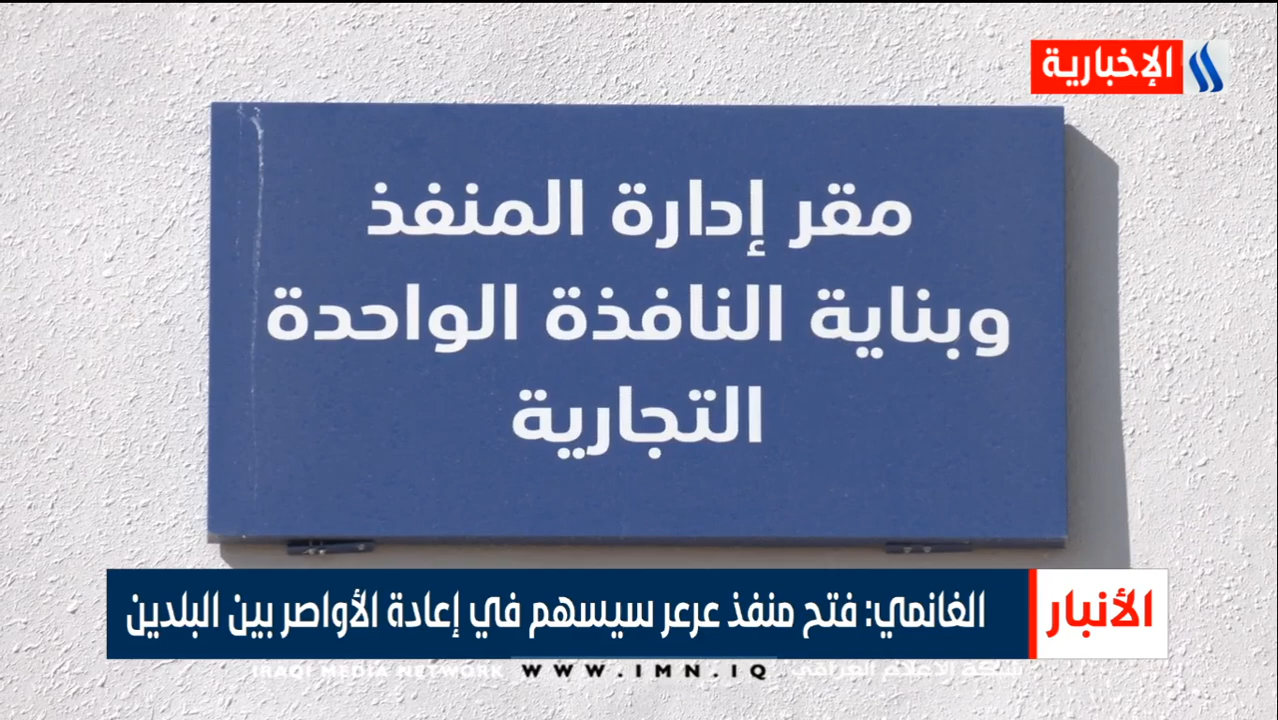 الإخبارية
مقر إدارة المنفذ
وبناية النافذة الواحدة
التجارية
الأنبار
الغانمي: فتح منفذ عرعر سيسهم في إعادة الأواصر بين البلدين
IRAQI MEDIA NETWORK WWW.IMN.IQ شبكة الاعلام العراقي